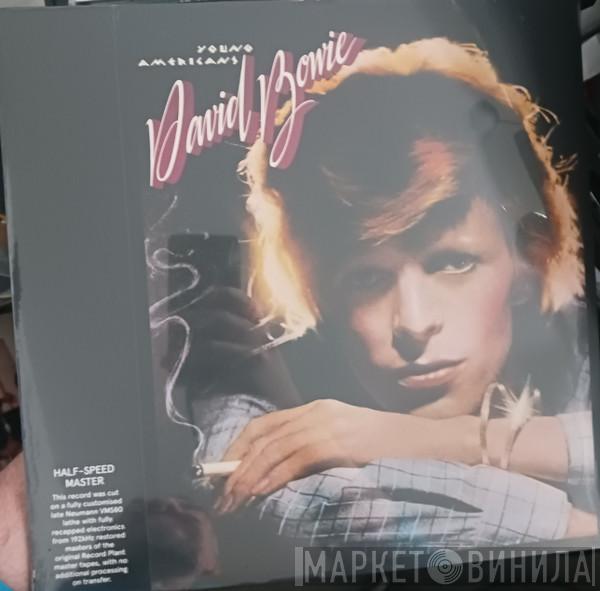 YOUNG
AMERICANS
David Bowie
HALF-SPEED
MASTER
This record was cut
on a fully customised
late Neumann VMS80
lathe with fully
recapped electronics
from 192kHz restored
masters of the
original Record Plant
master tapes, with no
additional processing
on transfer.
МАРКЕТ ВИНИЛА